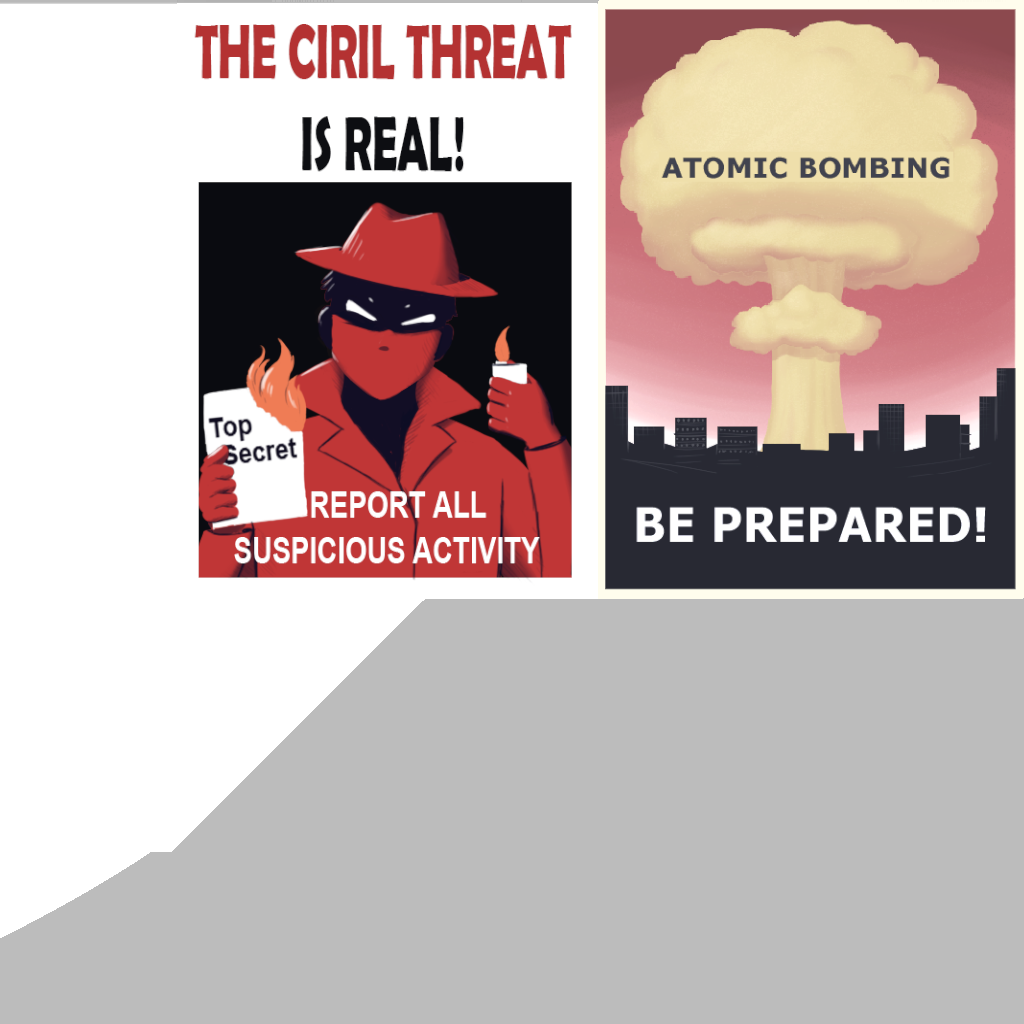 THE CIRIL THREAT
IS REAL!
Top
Secret
REPORT ALL
SUSPICIOUS ACTIVITY
ATOMIC BOMBING
BE PREPARED!